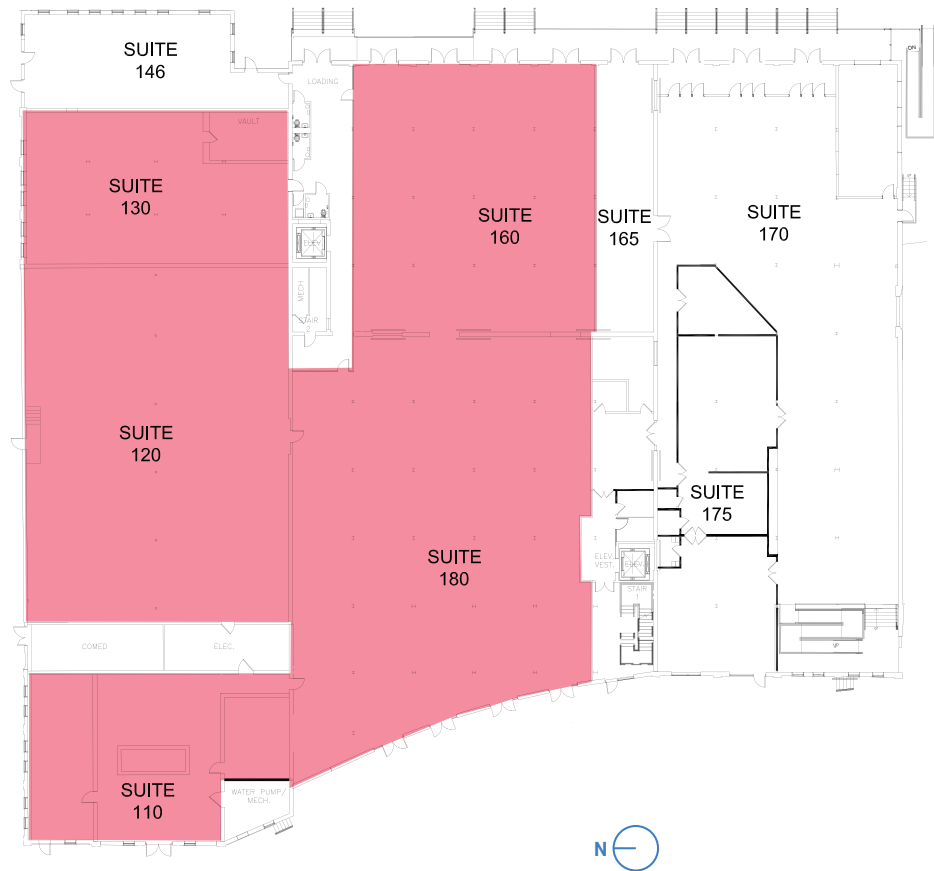 SUITE
146
LOADING
VAULT
SUITE
130
SUITE
160
SUITE
165
SUITE
170
ELEV.
MECH
STAIR
2
SUITE
120
SUITE
175
SUITE
180
ELEV.
VEST.
ELEV.
STAIR
1
COMED
ELEC.
UP
SUITE
110
WATER PUMP/
MECH.
N